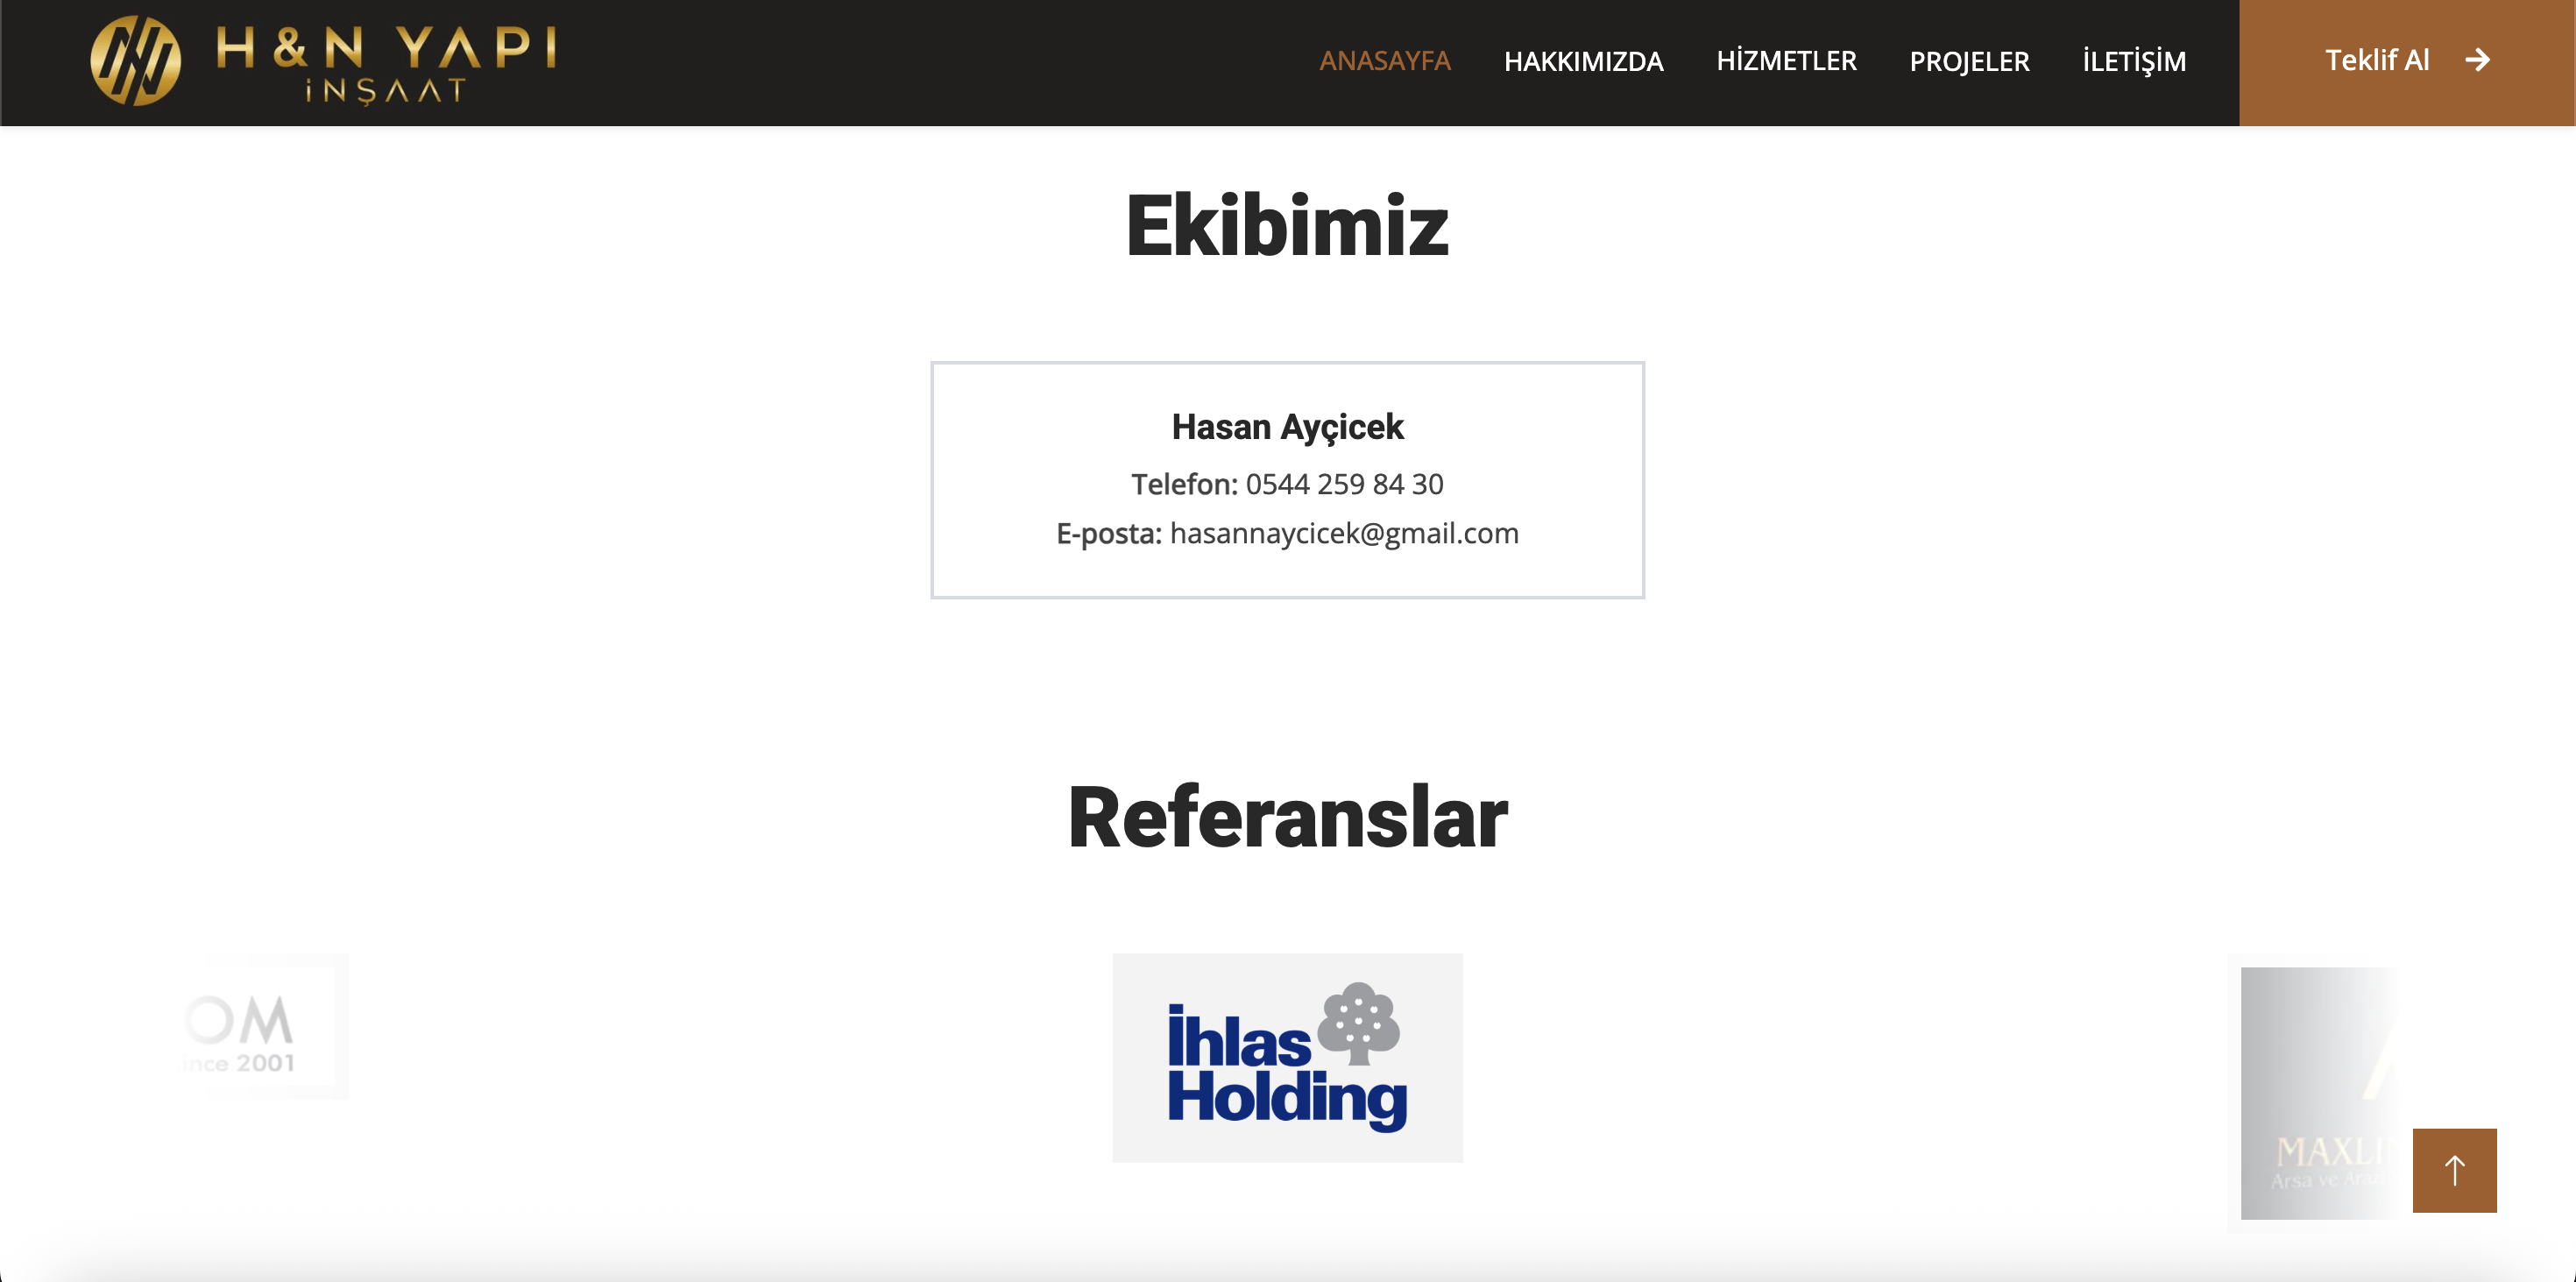 H&N YAPI
İNŞAAT
ANASAYFA HAKKIMIZDA HİZMETLER PROJELER İLETİŞİM Teklif Al
Ekibimiz
Hasan Ayçicek
Telefon: 0544 259 84 30
E-posta: hasannaycicek@gmail.com
Referanslar
OM
ince 2001
İhlas
Holding
MAXLI
Arsa ve Araz